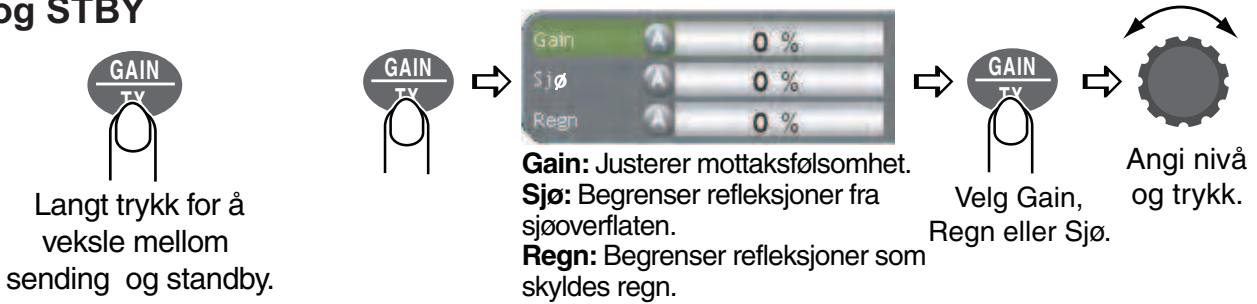 og STBY
GAIN
TX
Langt trykk for å
veksle mellom
sending og standby.
GAIN
TX
Gain A 0 %
Sjø A 0 %
Regn A 0 %
Gain: Justerer mottaksfølsomhet.
Sjø: Begrenser refleksjoner fra
sjøoverflaten.
Regn: Begrenser refleksjoner som
skyldes regn.
GAIN
TX
Velg Gain,
Regn eller Sjø.
Angi nivå
og trykk.